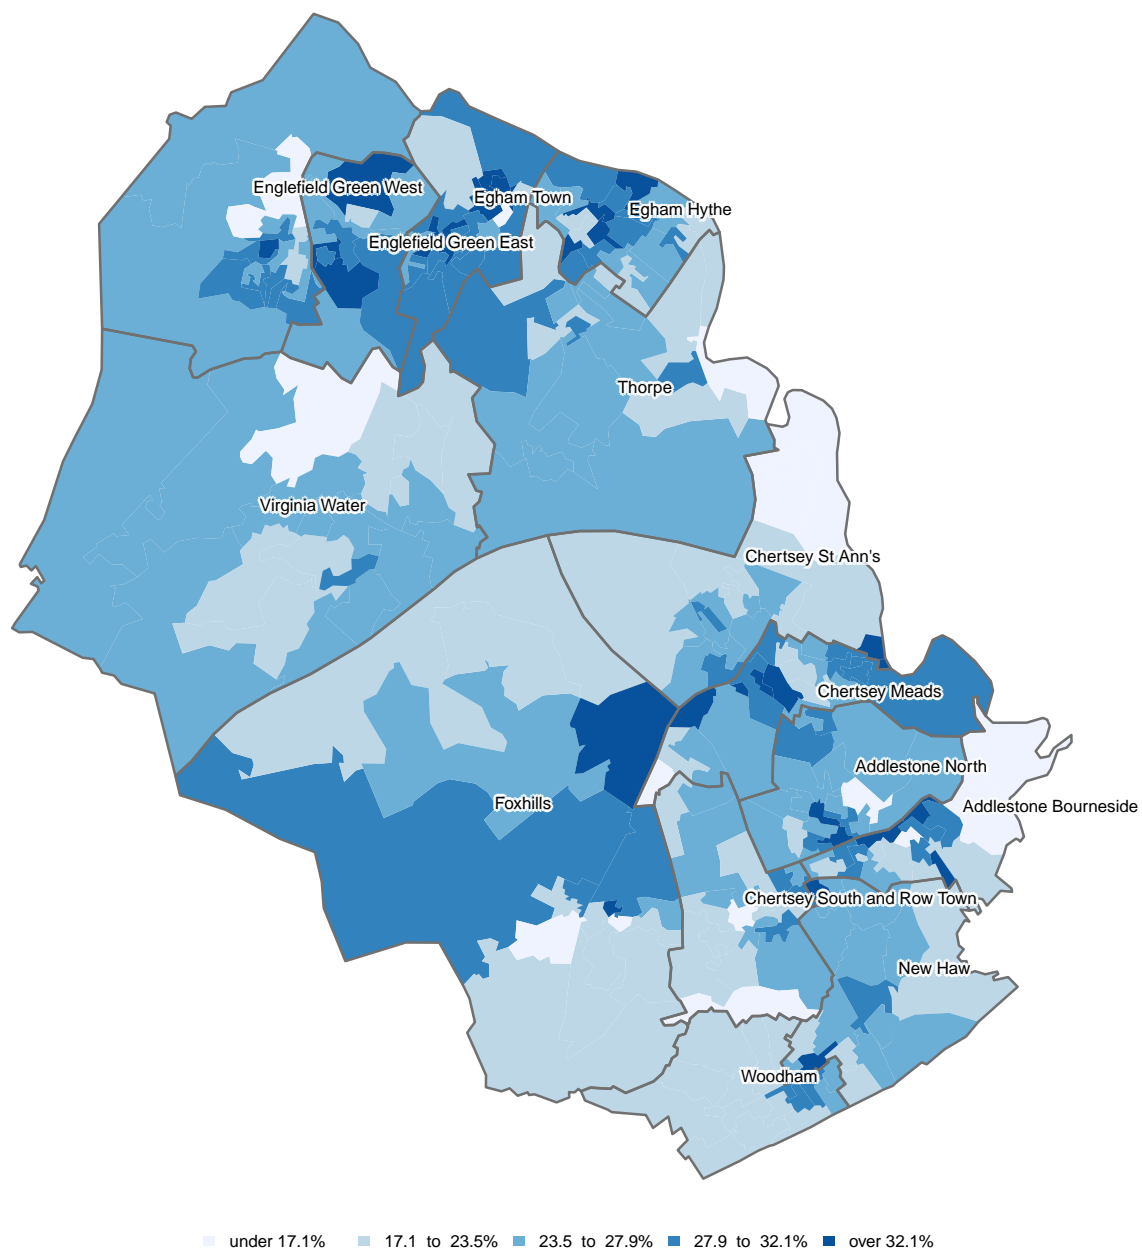 Englefield Green West
Egham Town
Egham Hythe
Englefield Green East
Thorpe
Virginia Water
Chertsey St Ann's
Chertsey Meads
Addlestone North
Foxhills
Addlestone Bourneside
Chertsey South and Row Town
New Haw
Woodham
under 17.1% 17.1 to 23.5% 23.5 to 27.9% 27.9 to 32.1% over 32.1%